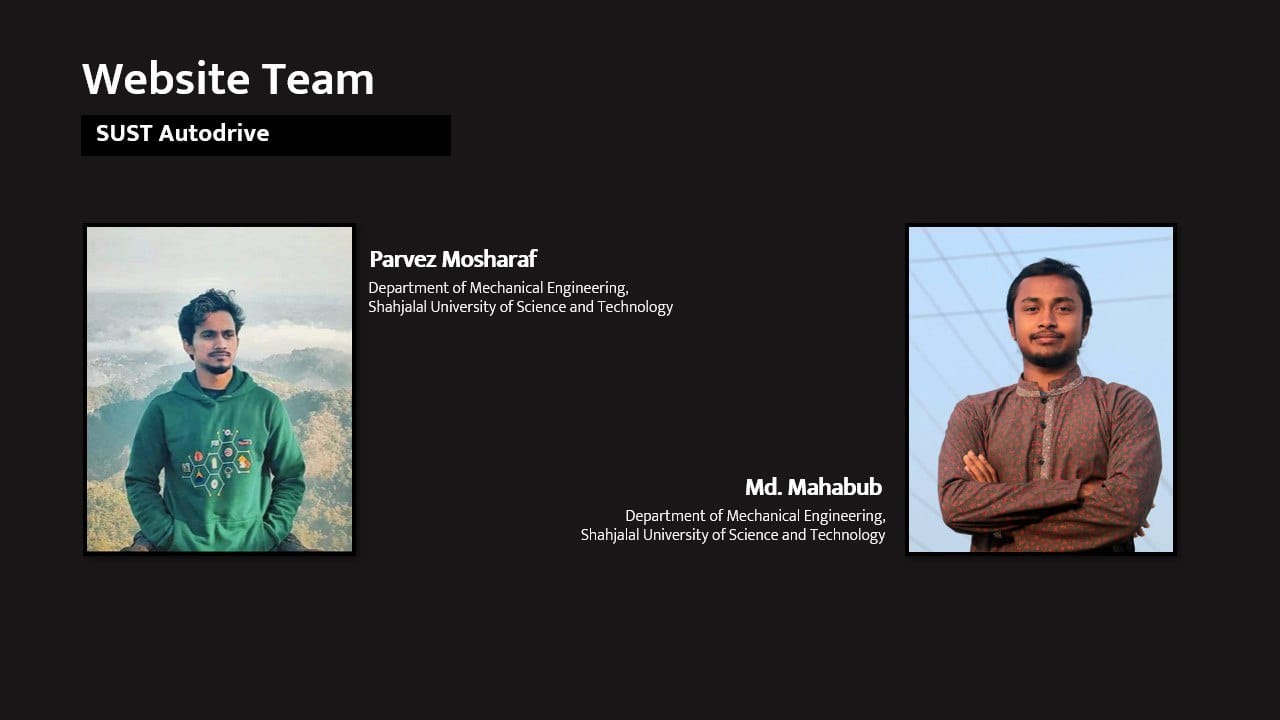 Website Team
SUST Autodrive
Parvez Mosharaf
Department of Mechanical Engineering,
Shahjalal University of Science and Technology
Md. Mahabub
Department of Mechanical Engineering,
Shahjalal University of Science and Technology